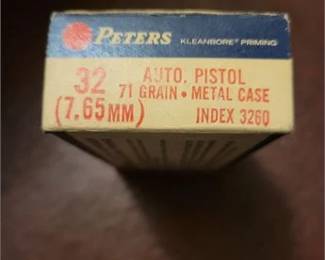 PETERS KLEANBORE® PRIMING
32 AUTO. PISTOL
(7.65MM) 71 GRAIN • METAL CASE
INDEX 3260